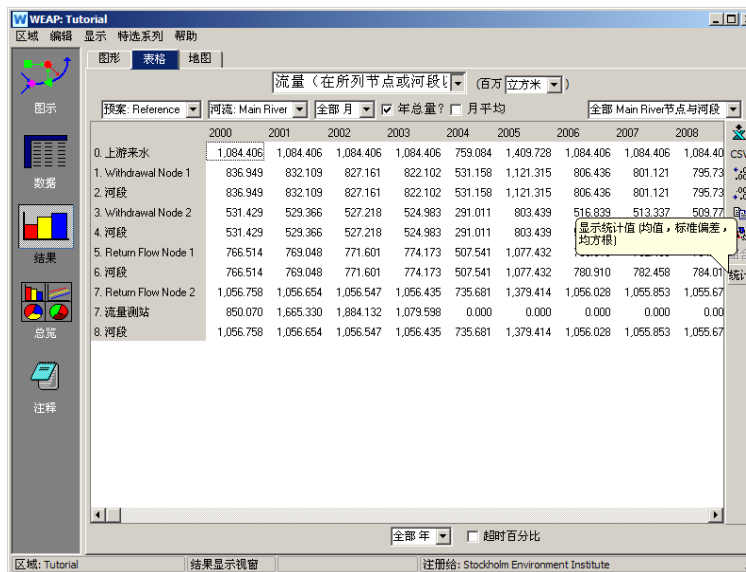 WEAP: Tutorial
区域 编辑 显示 特选系列 帮助
图形 表格 地图
流量（在所列节点或河段以 (百万 立方米 )
预案: Reference 河流: Main River 全部 月 年总量? 月平均 全部 Main River节点与河段
2000 2001 2002 2003 2004 2005 2006 2007 2008
0. 上游来水 1,084.406 1,084.406 1,084.406 1,084.406 759.084 1,409.728 1,084.406 1,084.406 1,084.40
1. Withdrawal Node 1 836.949 832.109 827.161 822.102 531.158 1,121.315 806.436 801.121 795.73
2. 河段 836.949 832.109 827.161 822.102 531.158 1,121.315 806.436 801.121 795.73
3. Withdrawal Node 2 531.429 529.366 527.218 524.983 291.011 803.439 516.839 513.337 509.77
4. 河段 531.429 529.366 527.218 524.983 291.011 803.439
5. Return Flow Node 1 766.514 769.048 771.601 774.173 507.541 1,077.432
6. 河段 766.514 769.048 771.601 774.173 507.541 1,077.432 780.910 782.458 784.01
7. Return Flow Node 2 1,056.758 1,056.654 1,056.547 1,056.435 735.681 1,379.414 1,056.028 1,055.853 1,055.67
7. 流量测站 850.070 1,665.330 1,884.132 1,079.598 0.000 0.000 0.000 0.000 0.00
8. 河段 1,056.758 1,056.654 1,056.547 1,056.435 735.681 1,379.414 1,056.028 1,055.853 1,055.67
显示统计值(均值，标准偏差，
均方根)
CSV
统计
图示
数据
结果
总览
注释
全部 年 超时百分比
区域: Tutorial 结果显示视窗 注册给: Stockholm Environment Institute